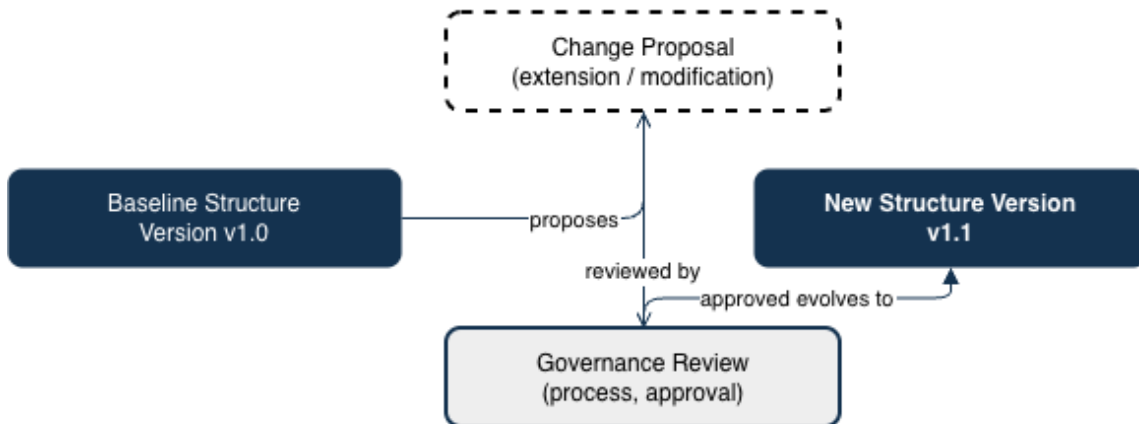 Change Proposal
(extension / modification)
Baseline Structure
Version v1.0
proposes
New Structure Version
v1.1
reviewed by
approved evolves to
Governance Review
(process, approval)